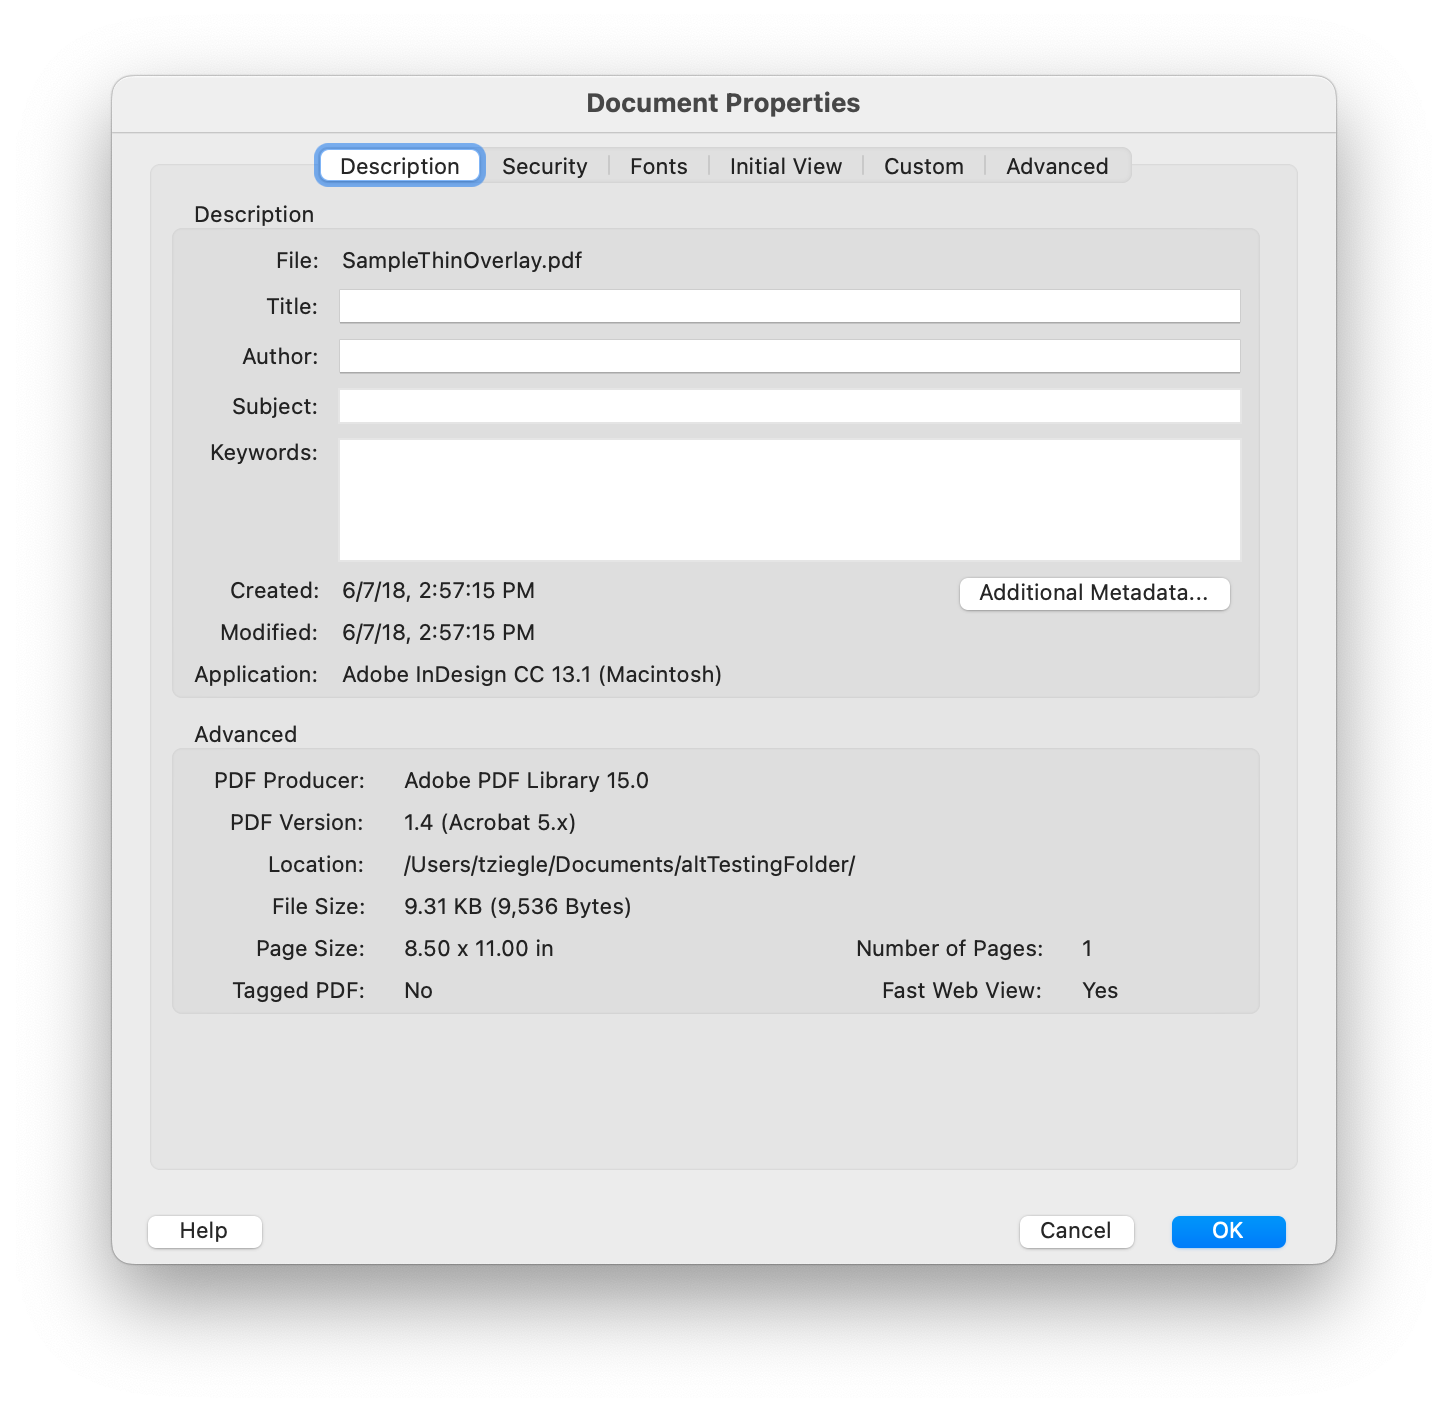 Document Properties
Description Security Fonts Initial View Custom Advanced
Description
File: SampleThinOverlay.pdf
Title:
Author:
Subject:
Keywords:
Created: 6/7/18, 2:57:15 PM
Additional Metadata...
Modified: 6/7/18, 2:57:15 PM
Application: Adobe InDesign CC 13.1 (Macintosh)
Advanced
PDF Producer: Adobe PDF Library 15.0
PDF Version: 1.4 (Acrobat 5.x)
Location: /Users/tziegle/Documents/altTestingFolder/
File Size: 9.31 KB (9,536 Bytes)
Page Size: 8.50 x 11.00 in Number of Pages: 1
Tagged PDF: No Fast Web View: Yes
Help Cancel OK